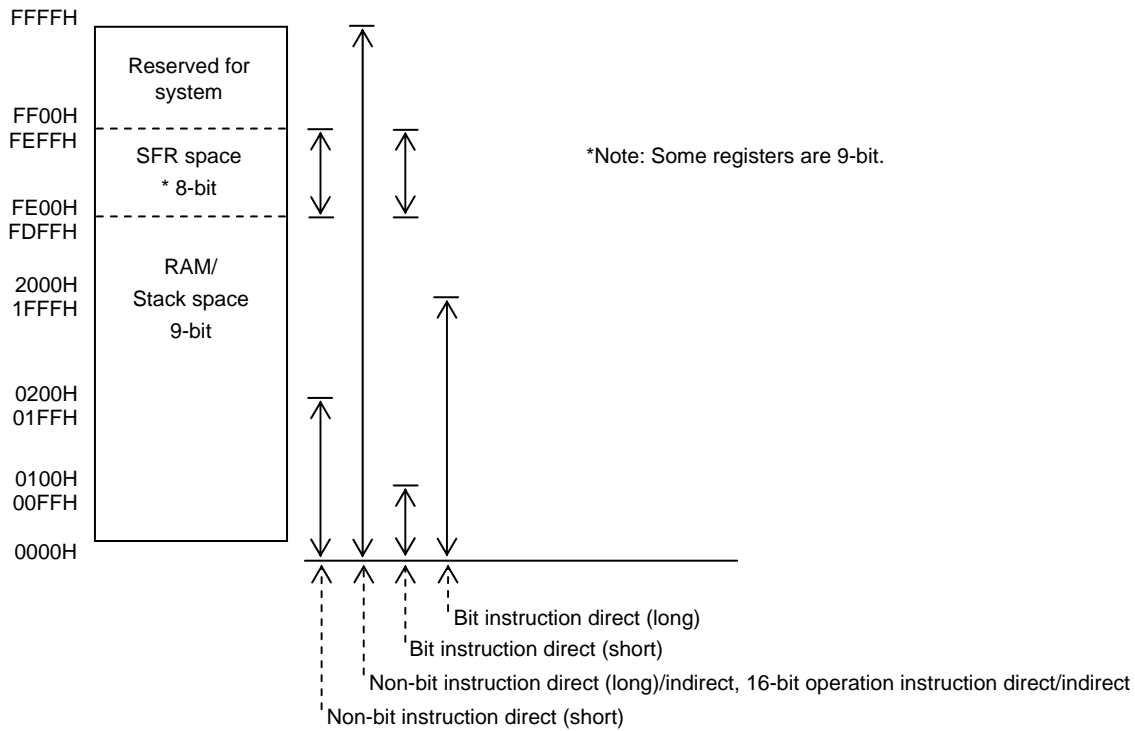 FFFFH
Reserved for
system
FF00H
FEFFH
SFR space
* 8-bit
*Note: Some registers are 9-bit.
FE00H
FDFFH
RAM/
Stack space
9-bit
2000H
1FFFH
0200H
01FFH
0100H
00FFH
0000H
Bit instruction direct (long)
Bit instruction direct (short)
Non-bit instruction direct (long)/indirect, 16-bit operation instruction direct/indirect
Non-bit instruction direct (short)